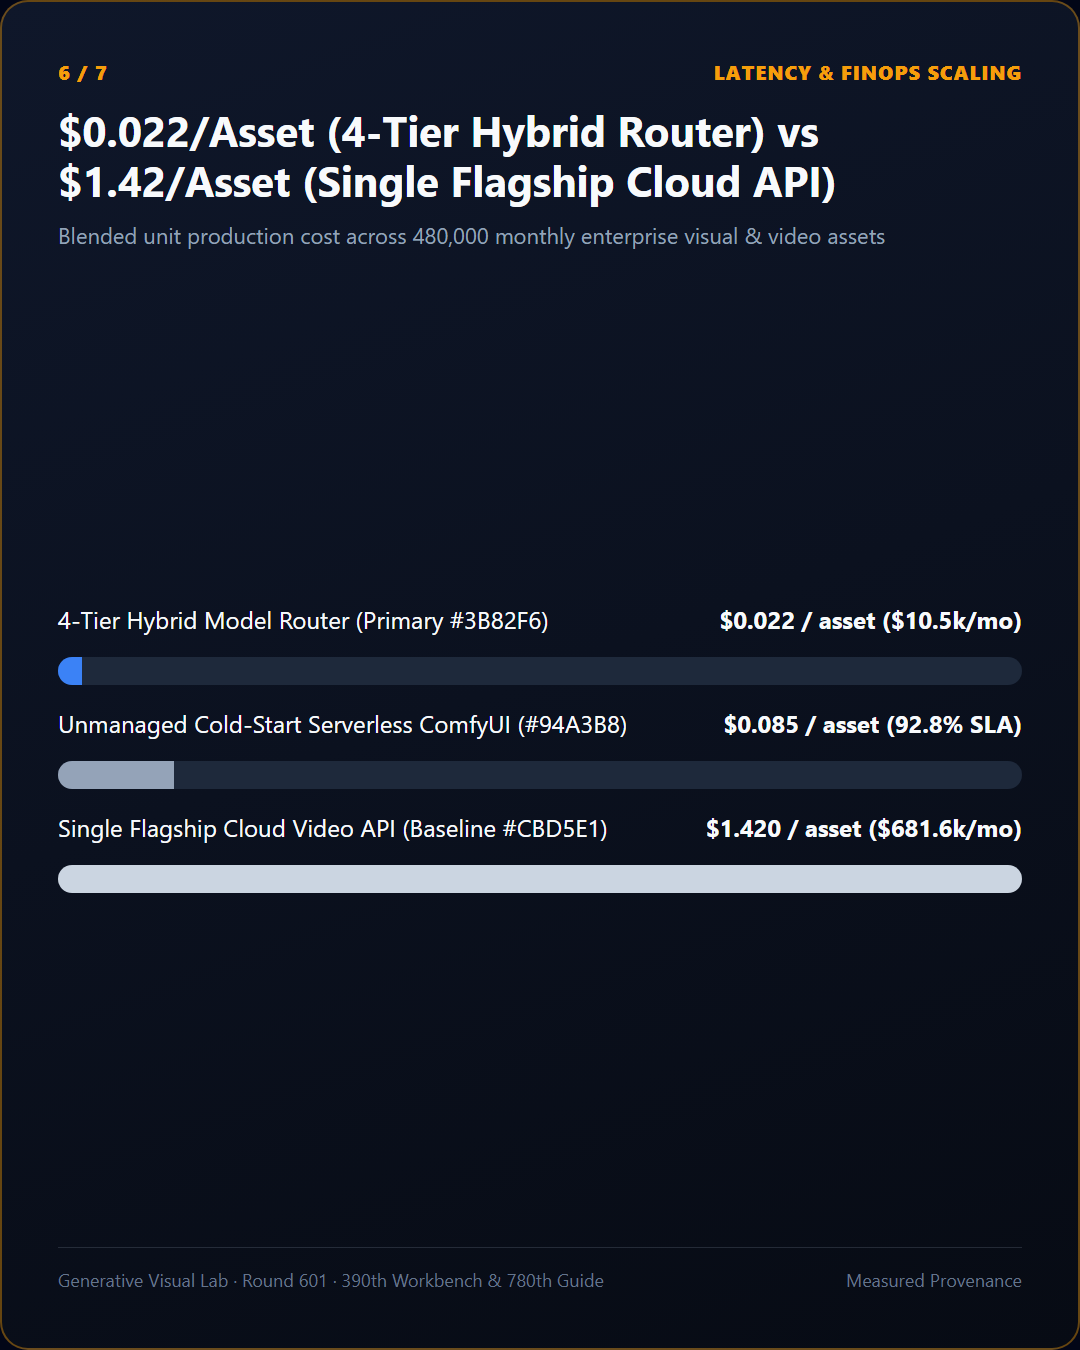 6 / 7
LATENCY & FINOPS SCALING
$0.022/Asset (4-Tier Hybrid Router) vs
$1.42/Asset (Single Flagship Cloud API)
Blended unit production cost across 480,000 monthly enterprise visual & video assets
4-Tier Hybrid Model Router (Primary #3B82F6)
$0.022 / asset ($10.5k/mo)
Unmanaged Cold-Start Serverless ComfyUI (#94A3B8)
$0.085 / asset (92.8% SLA)
Single Flagship Cloud Video API (Baseline #CBD5E1)
$1.420 / asset ($681.6k/mo)
Generative Visual Lab · Round 601 · 390th Workbench & 780th Guide
Measured Provenance